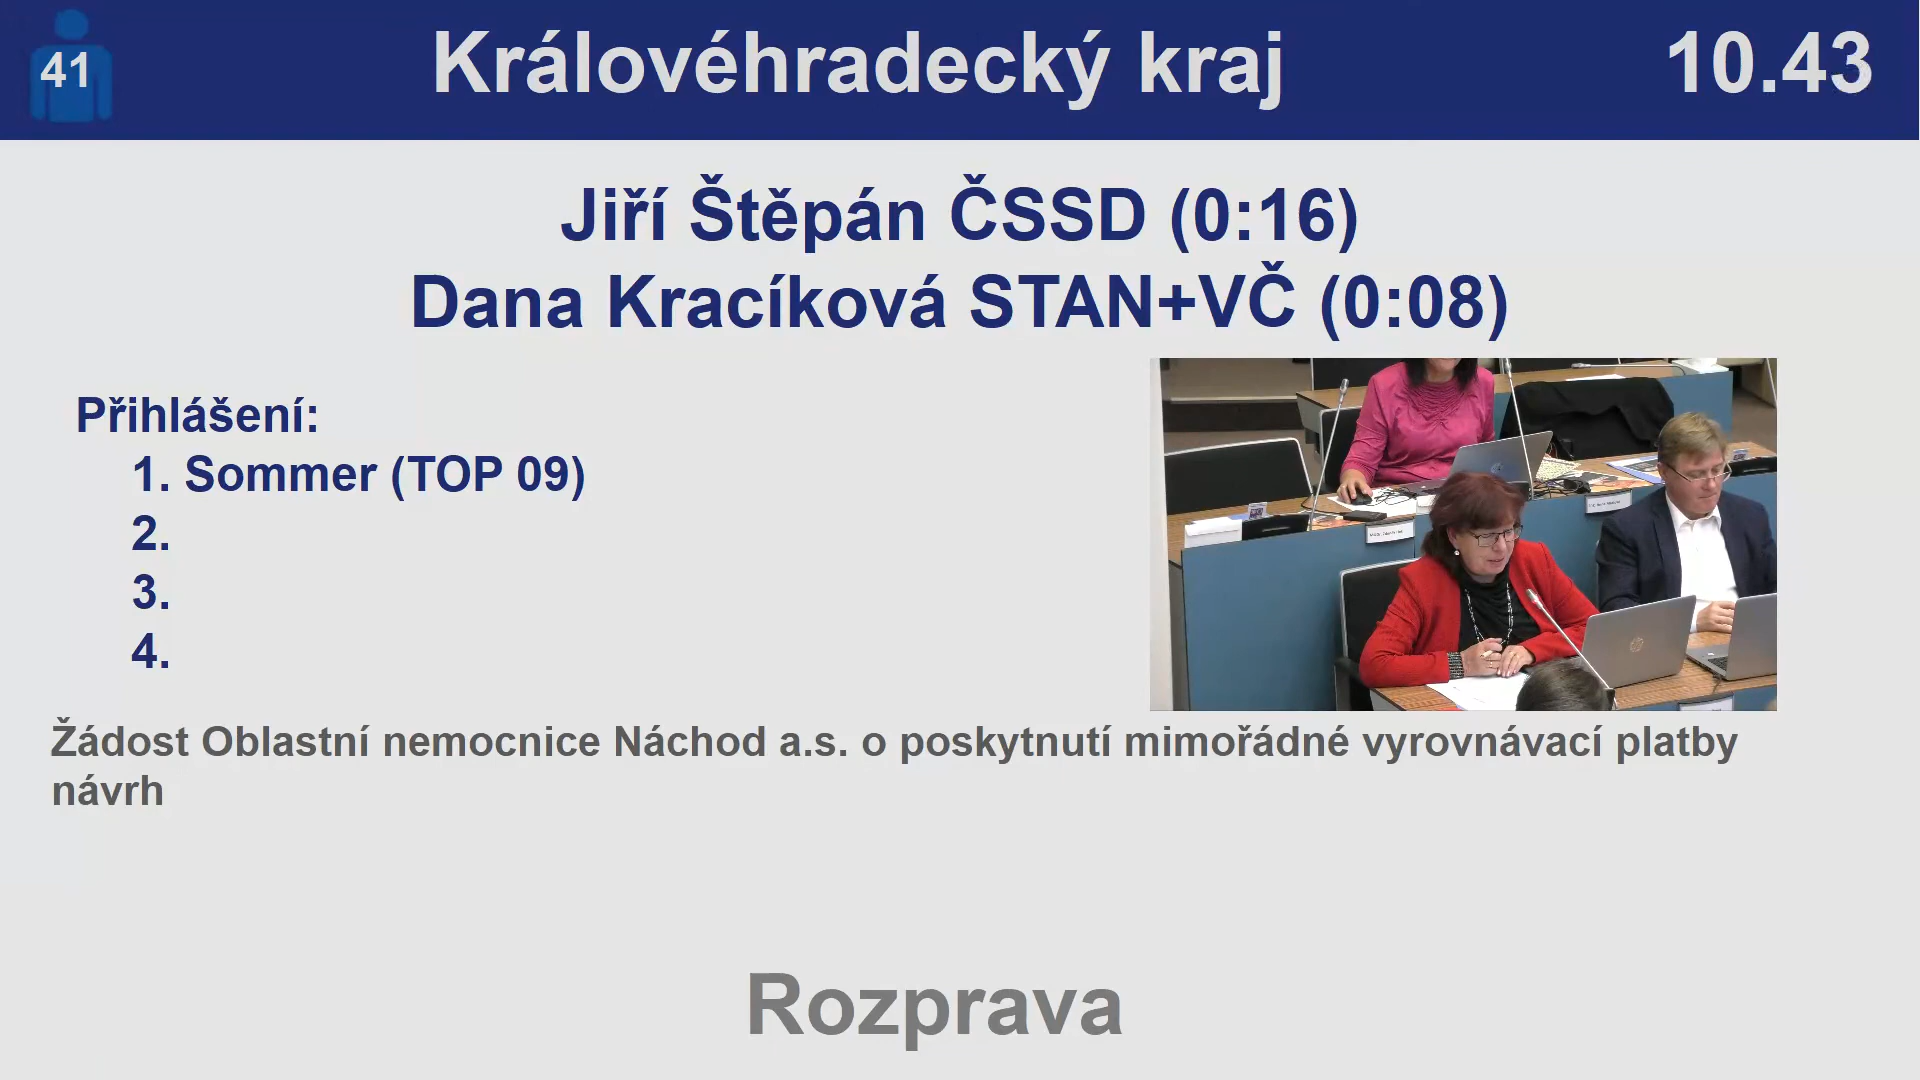 41
Královéhradecký kraj
10.43
Jiří Štěpán ČSSD (0:16)
Dana Kracíková STAN+VČ (0:08)
Přihlášení:
1. Sommer (TOP 09)
2.
3.
4.
Žádost Oblastní nemocnice Náchod a.s. o poskytnutí mimořádné vyrovnávací platby
návrh
Rozprava